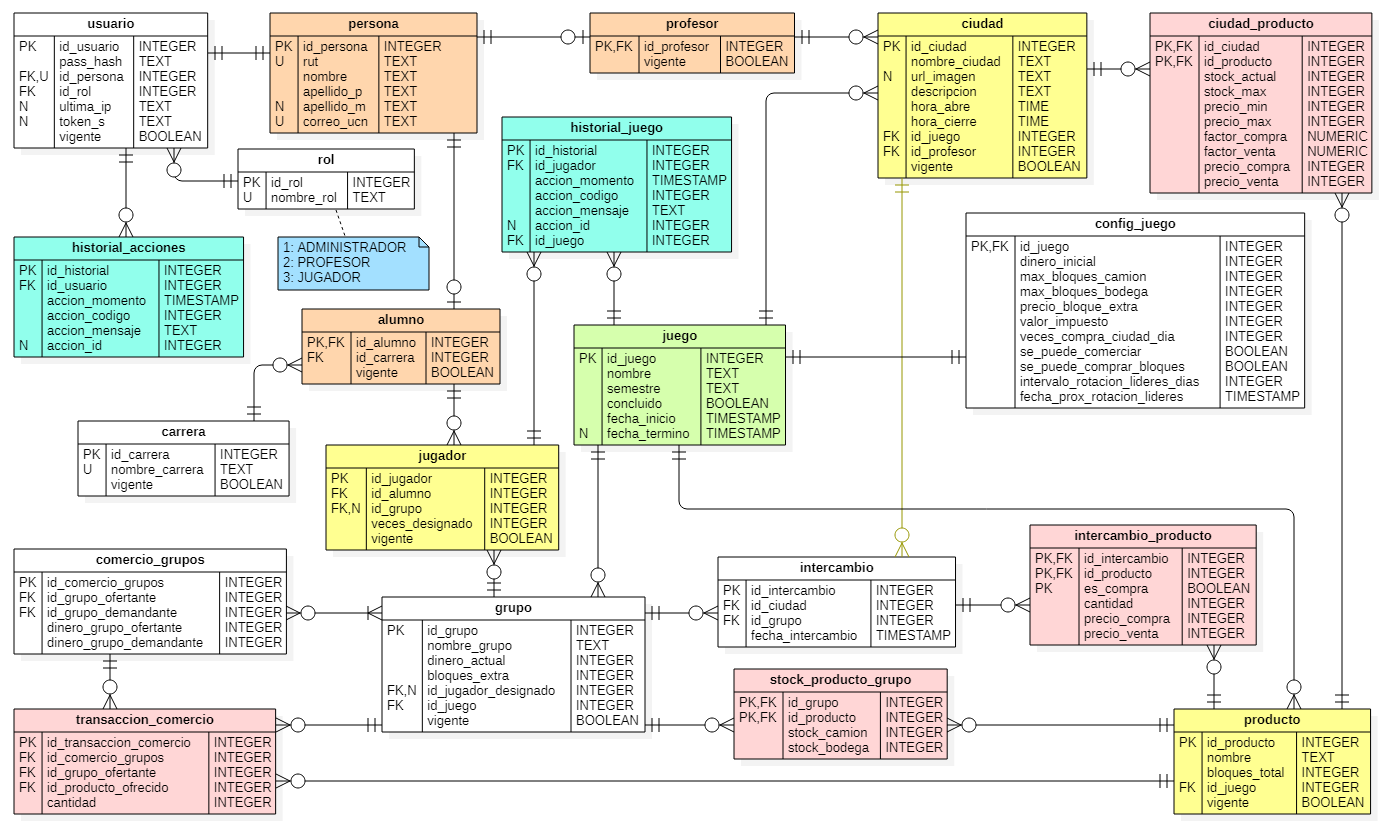 usuario
PK id_usuario INTEGER
pass_hash TEXT
FK,U id_persona INTEGER
FK id_rol INTEGER
N ultima_ip TEXT
N token_s TEXT
vigente BOOLEAN
persona
PK id_persona INTEGER
U rut TEXT
nombre TEXT
apellido_p TEXT
N apellido_m TEXT
U correo_ucn TEXT
profesor
PK,FK id_profesor INTEGER
vigente BOOLEAN
ciudad
PK id_ciudad INTEGER
nombre_ciudad TEXT
N url_imagen TEXT
descripcion TEXT
hora_abre TIME
hora_cierre TIME
FK id_juego INTEGER
FK id_profesor INTEGER
vigente BOOLEAN
ciudad_producto
PK,FK id_ciudad INTEGER
PK,FK id_producto INTEGER
stock_actual INTEGER
stock_max INTEGER
precio_min INTEGER
precio_max INTEGER
factor_compra NUMERIC
factor_venta NUMERIC
precio_compra INTEGER
precio_venta INTEGER
rol
PK id_rol INTEGER
U nombre_rol TEXT
1: ADMINISTRADOR
2: PROFESOR
3: JUGADOR
historial_juego
PK id_historial INTEGER
FK id_jugador INTEGER
accion_momento TIMESTAMP
accion_codigo INTEGER
accion_mensaje TEXT
N accion_id INTEGER
FK id_juego INTEGER
historial_acciones
PK id_historial INTEGER
FK id_usuario INTEGER
accion_momento TIMESTAMP
accion_codigo INTEGER
accion_mensaje TEXT
N accion_id INTEGER
config_juego
PK,FK id_juego INTEGER
dinero_inicial INTEGER
max_bloques_camion INTEGER
max_bloques_bodega INTEGER
precio_bloque_extra INTEGER
valor_impuesto INTEGER
veces_compra_ciudad_dia INTEGER
se_puede_comerciar BOOLEAN
se_puede_comprar_bloques BOOLEAN
intervalo_rotacion_lideres_dias INTEGER
fecha_prox_rotacion_lideres TIMESTAMP
alumno
PK,FK id_alumno INTEGER
FK id_carrera INTEGER
vigente BOOLEAN
juego
PK id_juego INTEGER
nombre TEXT
semestre TEXT
concluido BOOLEAN
fecha_inicio TIMESTAMP
N fecha_termino TIMESTAMP
carrera
PK id_carrera INTEGER
U nombre_carrera TEXT
vigente BOOLEAN
jugador
PK id_jugador INTEGER
FK id_alumno INTEGER
FK,N id_grupo INTEGER
veces_designado INTEGER
vigente BOOLEAN
comercio_grupos
PK id_comercio_grupos INTEGER
FK id_grupo_ofertante INTEGER
FK id_grupo_demandante INTEGER
dinero_grupo_ofertante INTEGER
dinero_grupo_demandante INTEGER
grupo
PK id_grupo INTEGER
nombre_grupo TEXT
dinero_actual INTEGER
bloques_extra INTEGER
FK,N id_jugador_designado INTEGER
FK id_juego INTEGER
vigente BOOLEAN
intercambio
PK id_intercambio INTEGER
FK id_ciudad INTEGER
FK id_grupo INTEGER
fecha_intercambio TIMESTAMP
intercambio_producto
PK,FK id_intercambio INTEGER
PK,FK id_producto INTEGER
PK es_compra BOOLEAN
cantidad INTEGER
precio_compra INTEGER
precio_venta INTEGER
stock_producto_grupo
PK,FK id_grupo INTEGER
PK,FK id_producto INTEGER
stock_camion INTEGER
stock_bodega INTEGER
transaccion_comercio
PK id_transaccion_comercio INTEGER
FK id_comercio_grupos INTEGER
FK id_grupo_ofertante INTEGER
FK id_producto_ofrecido INTEGER
cantidad INTEGER
producto
PK id_producto INTEGER
nombre TEXT
bloques_total INTEGER
FK id_juego INTEGER
vigente BOOLEAN